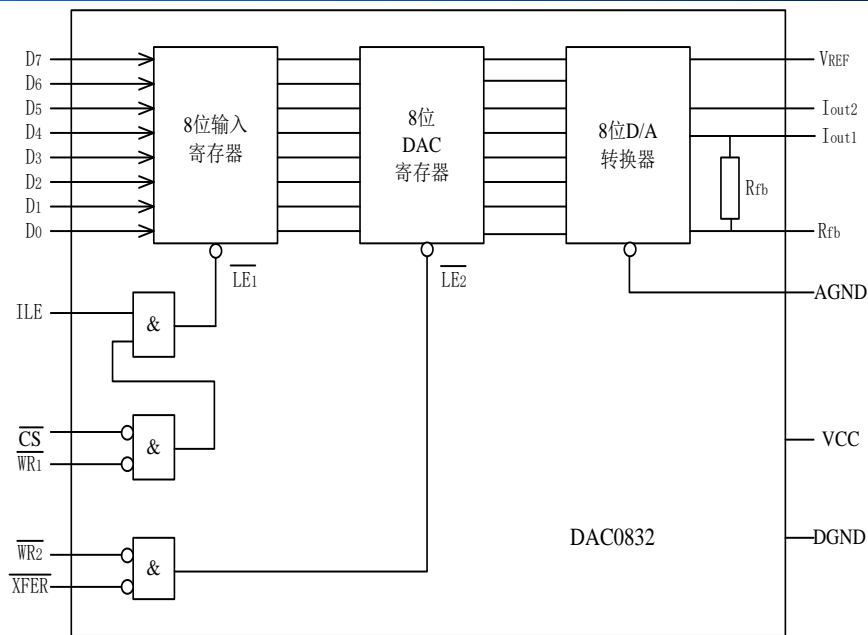 D7
D6
D5
D4
D3
D2
D1
D0
8位输入
寄存器
8位
DAC
寄存器
8位D/A
转换器
VREF
Iout2
Iout1
Rfb
Rfb
LE1
LE2
AGND
ILE
&
CS
WR1
&
VCC
WR2
XFER
&
DAC0832
DGND